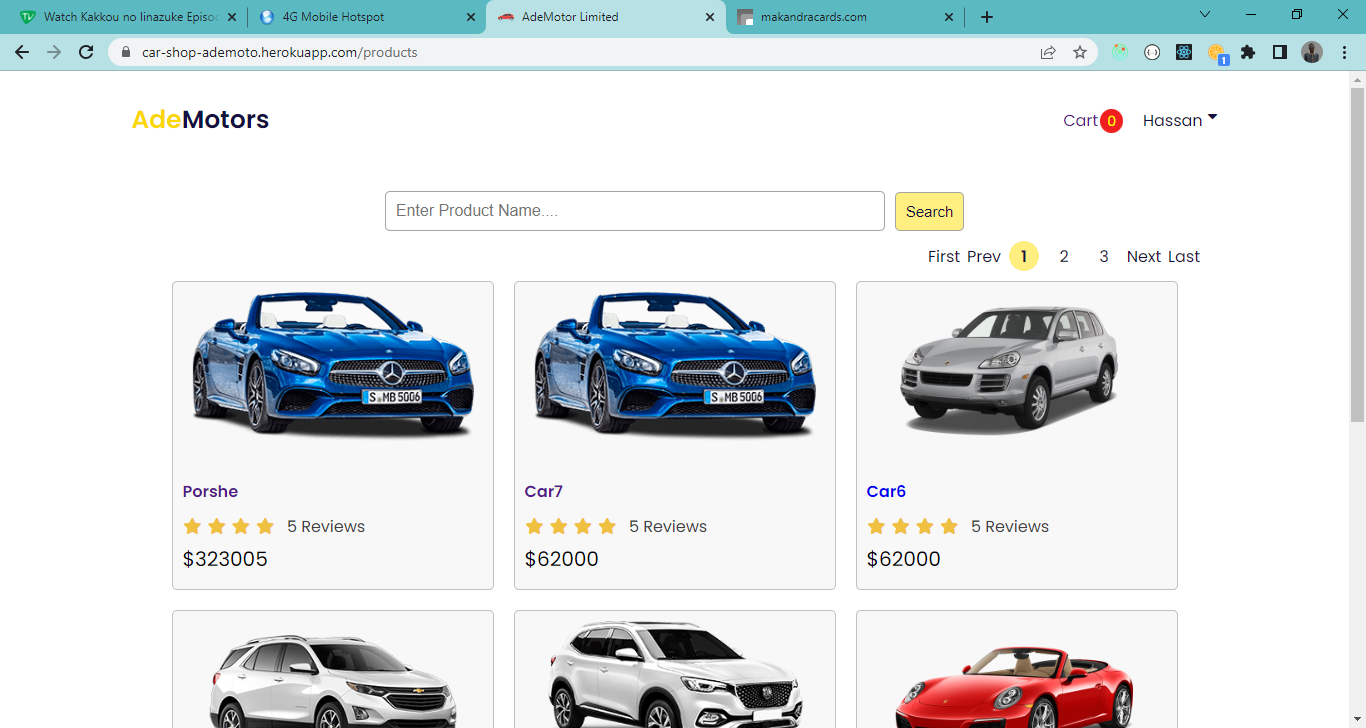 Watch Kakkou no Iinazuke Episod
4G Mobile Hotspot
AdeMotor Limited
makandracards.com
car-shop-ademoto.herokuapp.com/products
1
AdeMotors
Cart 0
Hassan
Enter Product Name....
Search
First Prev 1 2 3 Next Last
S MB 5006
S MB 5006
Porshe
Car7
Car6
5 Reviews
5 Reviews
5 Reviews
$323005
$62000
$62000